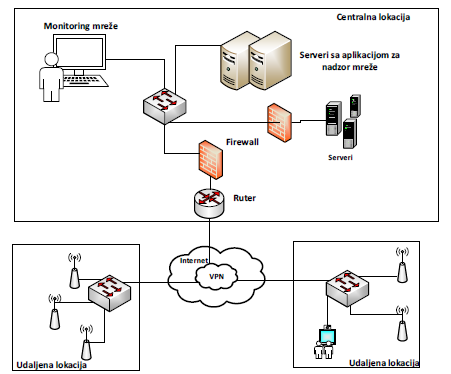 Centralna lokacija
Monitoring mreže
Serveri sa aplikacijom za
nadzor mreže
Firewall
Serveri
Ruter
Internet
VPN
Udaljena lokacija
Udaljena lokacija